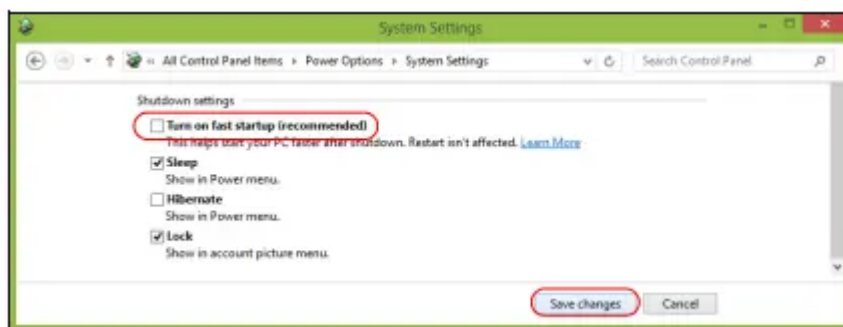 System Settings
« All Control Panel Items › Power Options › System Settings
Search Control Panel
Shutdown settings
Turn on fast startup (recommended)
This helps start your PC faster after shutdown. Restart isn't affected. Learn More
Sleep
Show in Power menu.
Hibernate
Show in Power menu.
Lock
Show in account picture menu.
Save changes
Cancel